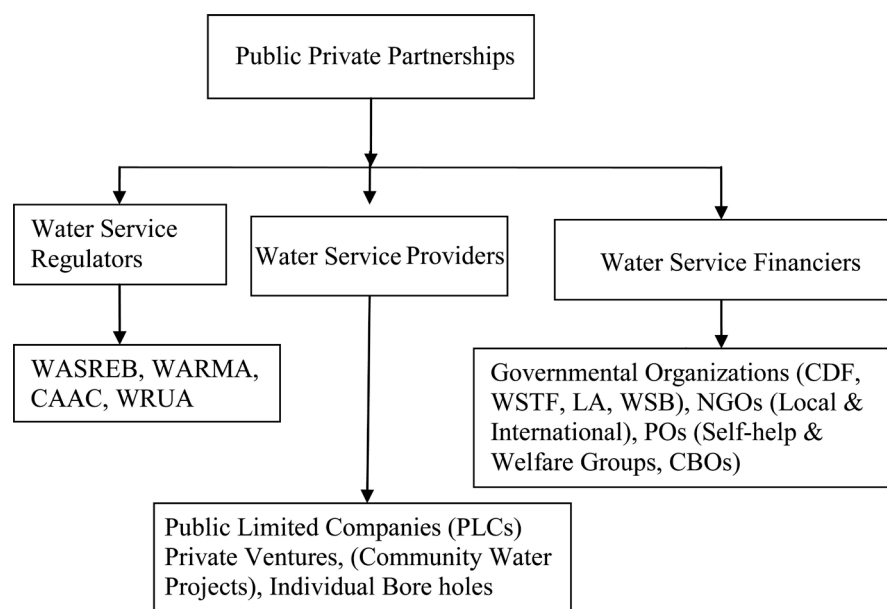 Public Private Partnerships
Water Service
Regulators
Water Service Providers
Water Service Financiers
WASREB, WARMA,
CAAC, WRUA
Governmental Organizations (CDF,
WSTF, LA, WSB), NGOs (Local &
International), POs (Self-help &
Welfare Groups, CBOs)
Public Limited Companies (PLCs)
Private Ventures, (Community Water
Projects), Individual Bore holes